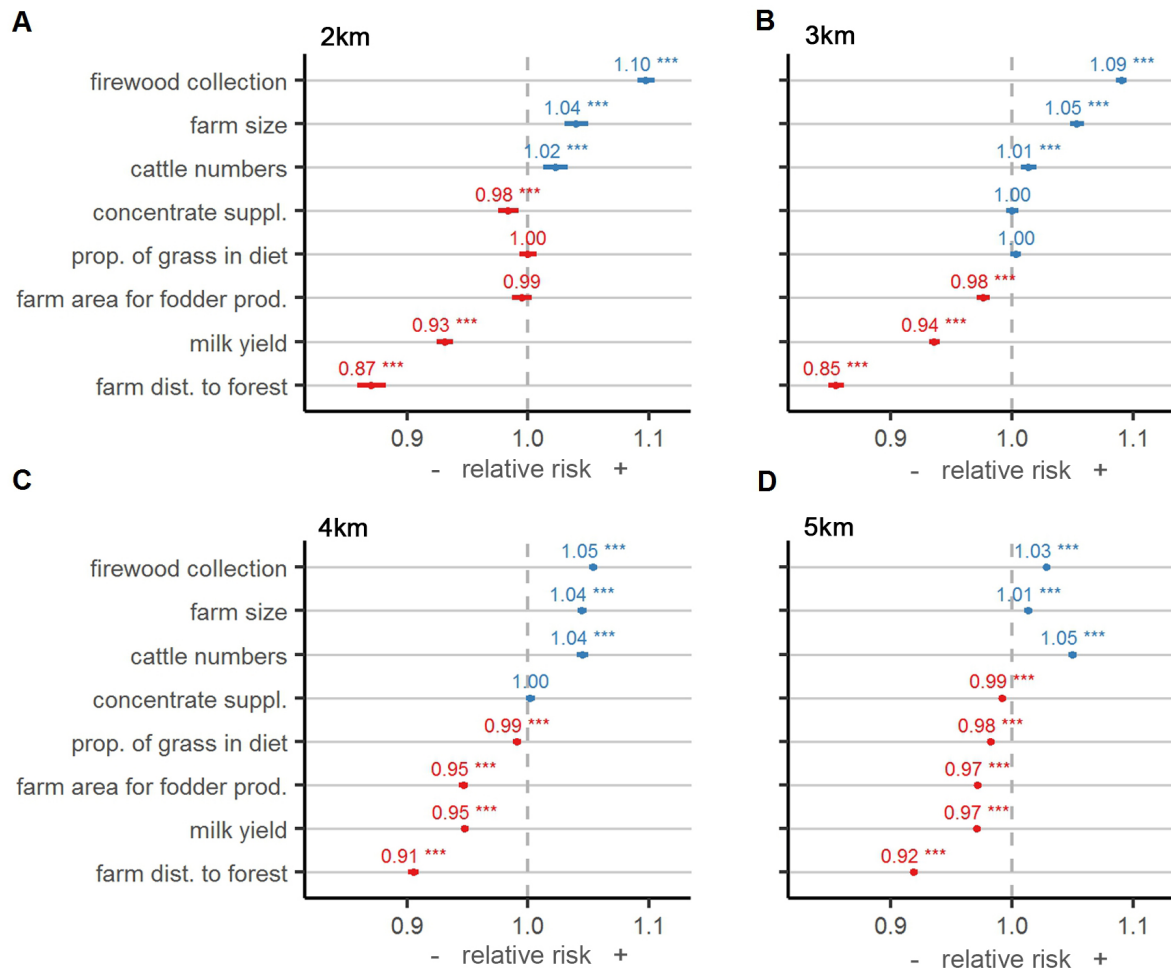 A
2km
firewood collection
1.10 ***
farm size
1.04 ***
cattle numbers
1.02 ***
concentrate suppl.
0.98 ***
prop. of grass in diet
1.00
farm area for fodder prod.
0.99
milk yield
0.93 ***
farm dist. to forest
0.87 ***
0.9 1.0 1.1
- relative risk +
B
3km
1.09 ***
1.05 ***
1.01 ***
1.00
1.00
0.98 ***
0.94 ***
0.85 ***
0.9 1.0 1.1
- relative risk +
C
4km
firewood collection
1.05 ***
farm size
1.04 ***
cattle numbers
1.04 ***
concentrate suppl.
1.00
prop. of grass in diet
0.99 ***
farm area for fodder prod.
0.95 ***
milk yield
0.95 ***
farm dist. to forest
0.91 ***
0.9 1.0 1.1
- relative risk +
D
5km
1.03 ***
1.01 ***
1.05 ***
0.99 ***
0.98 ***
0.97 ***
0.97 ***
0.92 ***
0.9 1.0 1.1
- relative risk +